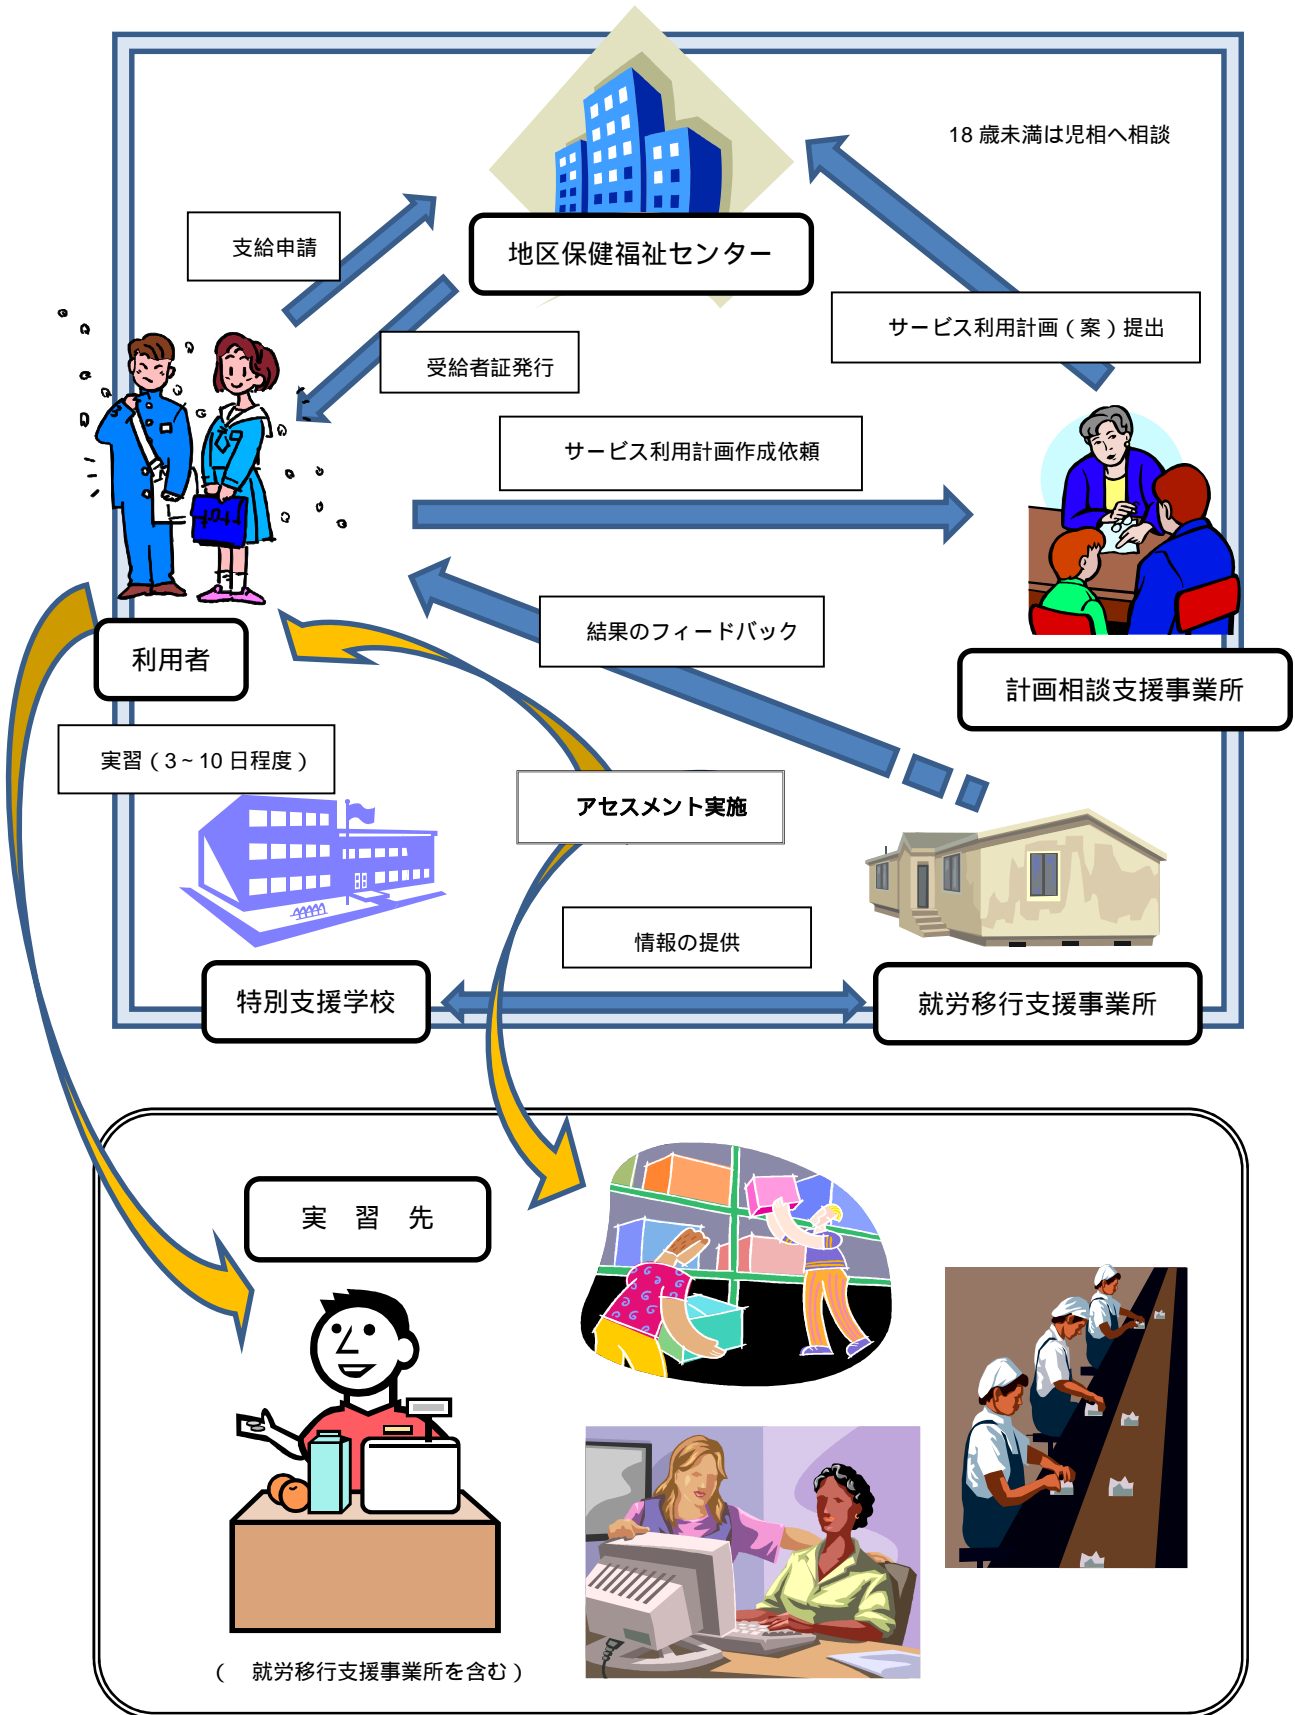 18 歳未満は児相へ相談
支給申請
地区保健福祉センター
サービス利用計画（案）提出
受給者証発行
サービス利用計画作成依頼
結果のフィードバック
利用者
計画相談支援事業所
実習（3～10 日程度）
アセスメント実施
情報の提供
特別支援学校
就労移行支援事業所
実　習　先
（　就労移行支援事業所を含む）